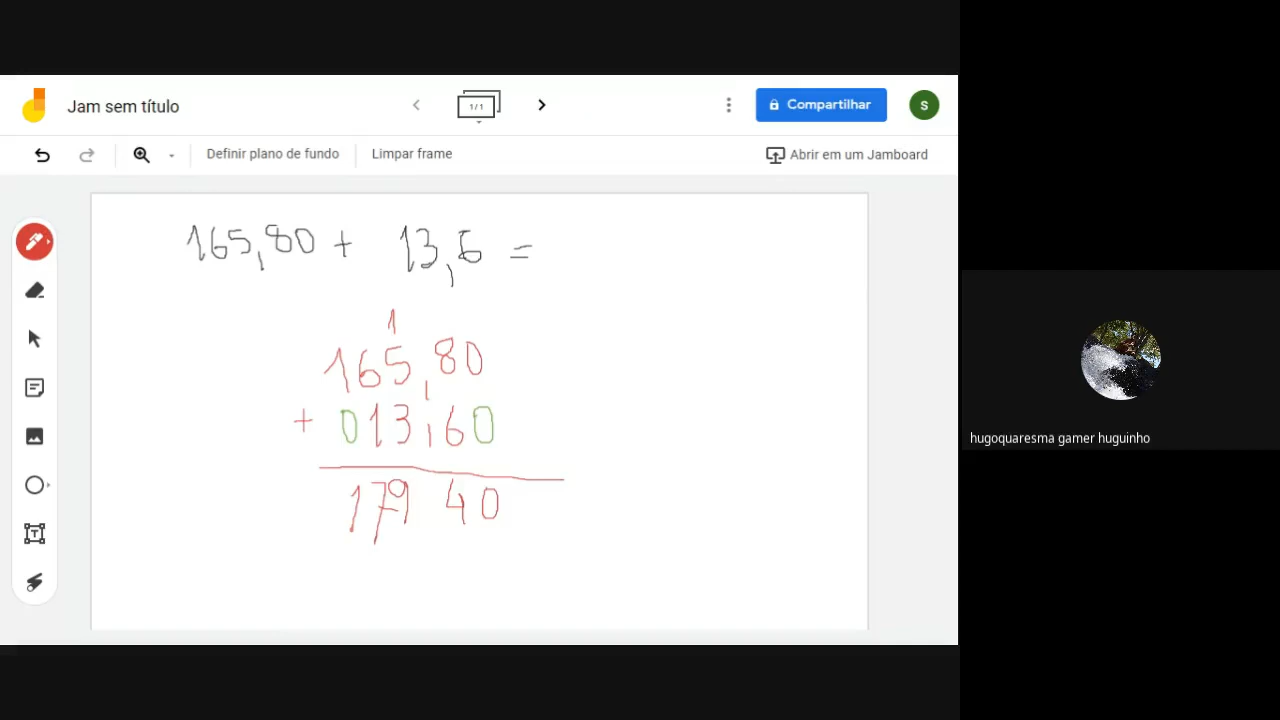 Jam sem título
1/1
Compartilhar
S
Definir plano de fundo
Limpar frame
Abrir em um Jamboard
165,80 + 13,6 =
1
165,80
+ 013,60
179 40
hugoquaresma gamer huguinho